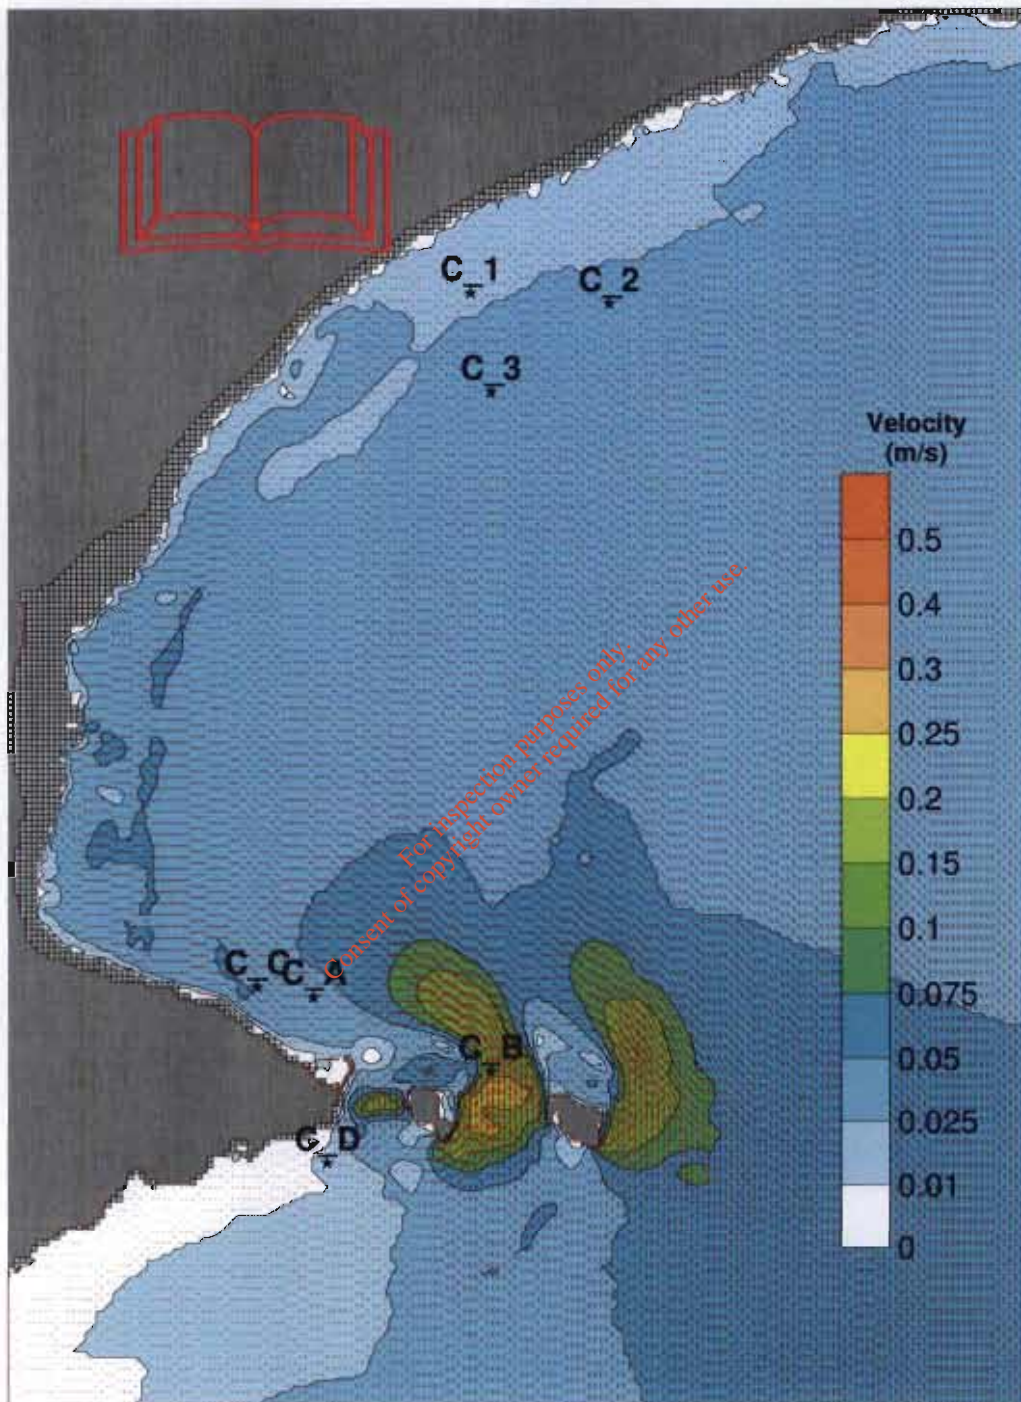 C_1
C_2
C_3
Velocity
(m/s)
0.5
0.4
0.3
0.25
0.2
0.15
0.1
0.075
0.05
0.025
0.01
0
For inspection purposes only.
Consent of copyright owner required for any other use.
C_C
C_A
C_B
C_D